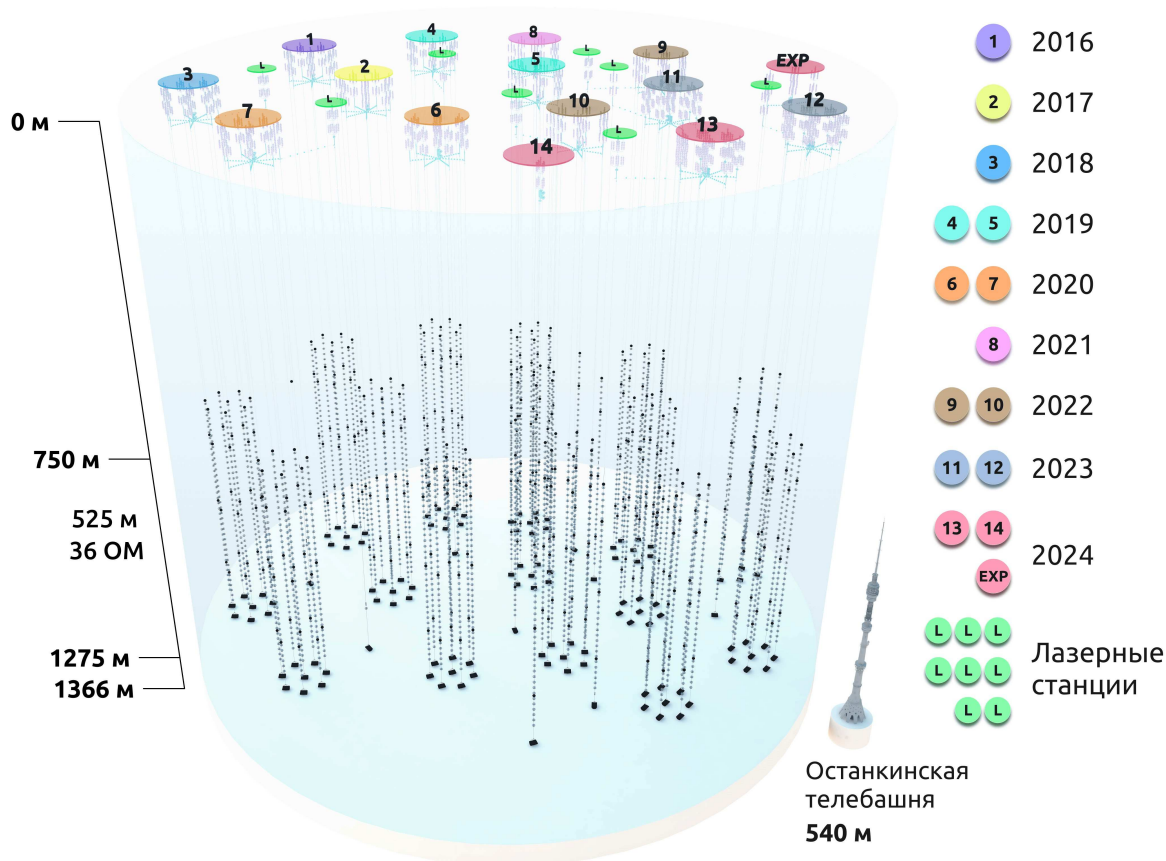 4
8
1
9
L
L
5
EXP
L
L
2
3
11
L
L
L
10
12
7
6
13
L
14
0 м
750 м
525 м
36 ОМ
1275 м
1366 м
1 2016
2 2017
3 2018
4 5 2019
6 7 2020
8 2021
9 10 2022
11 12 2023
13 14
EXP
2024
L L L
L L L
L L
Лазерные
станции
Останкинская
телебашня
540 м